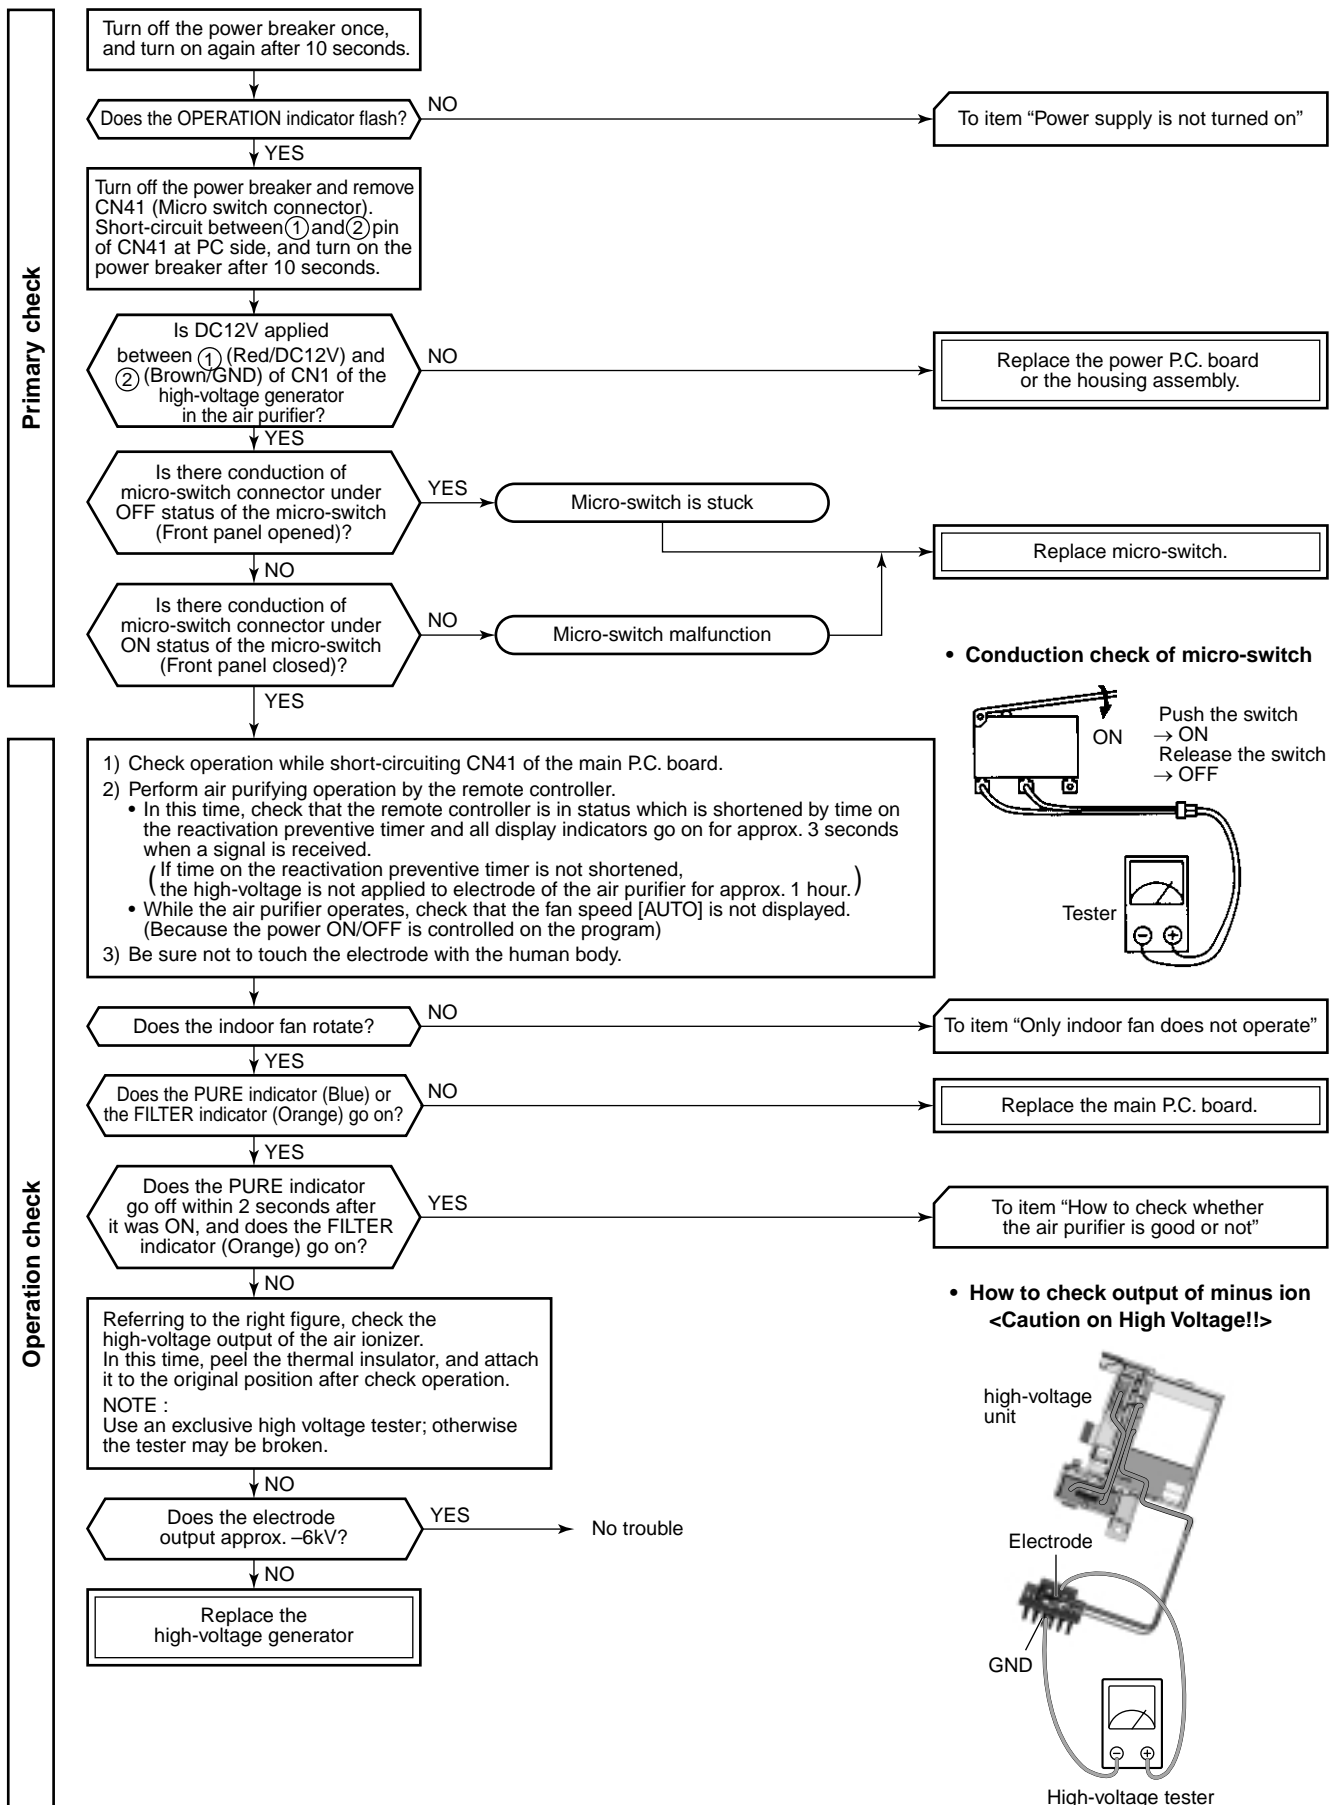 Primary check
Turn off the power breaker once,
and turn on again after 10 seconds.
Does the OPERATION indicator flash?
NO
To item “Power supply is not turned on”
YES
Turn off the power breaker and remove
CN41 (Micro switch connector).
Short-circuit between ① and ② pin
of CN41 at PC side, and turn on the
power breaker after 10 seconds.
Is DC12V applied
between ① (Red/DC12V) and
② (Brown/GND) of CN1 of the
high-voltage generator
in the air purifier?
NO
Replace the power P.C. board
or the housing assembly.
YES
Is there conduction of
micro-switch connector under
OFF status of the micro-switch
(Front panel opened)?
YES
Micro-switch is stuck
Replace micro-switch.
NO
Is there conduction of
micro-switch connector under
ON status of the micro-switch
(Front panel closed)?
NO
Micro-switch malfunction
YES
• Conduction check of micro-switch
ON
Push the switch
→ ON
Release the switch
→ OFF
Tester
⊖ ⊕
Operation check
1) Check operation while short-circuiting CN41 of the main P.C. board.
2) Perform air purifying operation by the remote controller.
• In this time, check that the remote controller is in status which is shortened by time on
the reactivation preventive timer and all display indicators go on for approx. 3 seconds
when a signal is received.
(If time on the reactivation preventive timer is not shortened,
the high-voltage is not applied to electrode of the air purifier for approx. 1 hour.)
• While the air purifier operates, check that the fan speed [AUTO] is not displayed.
(Because the power ON/OFF is controlled on the program)
3) Be sure not to touch the electrode with the human body.
Does the indoor fan rotate?
NO
To item “Only indoor fan does not operate”
YES
Does the PURE indicator (Blue) or
the FILTER indicator (Orange) go on?
NO
Replace the main P.C. board.
YES
Does the PURE indicator
go off within 2 seconds after
it was ON, and does the FILTER
indicator (Orange) go on?
YES
To item “How to check whether
the air purifier is good or not”
NO
Referring to the right figure, check the
high-voltage output of the air ionizer.
In this time, peel the thermal insulator, and attach
it to the original position after check operation.
NOTE :
Use an exclusive high voltage tester; otherwise
the tester may be broken.
NO
Does the electrode
output approx. –6kV?
YES
No trouble
NO
Replace the
high-voltage generator
• How to check output of minus ion
<Caution on High Voltage!!>
high-voltage
unit
Electrode
GND
⊖ ⊕
High-voltage tester